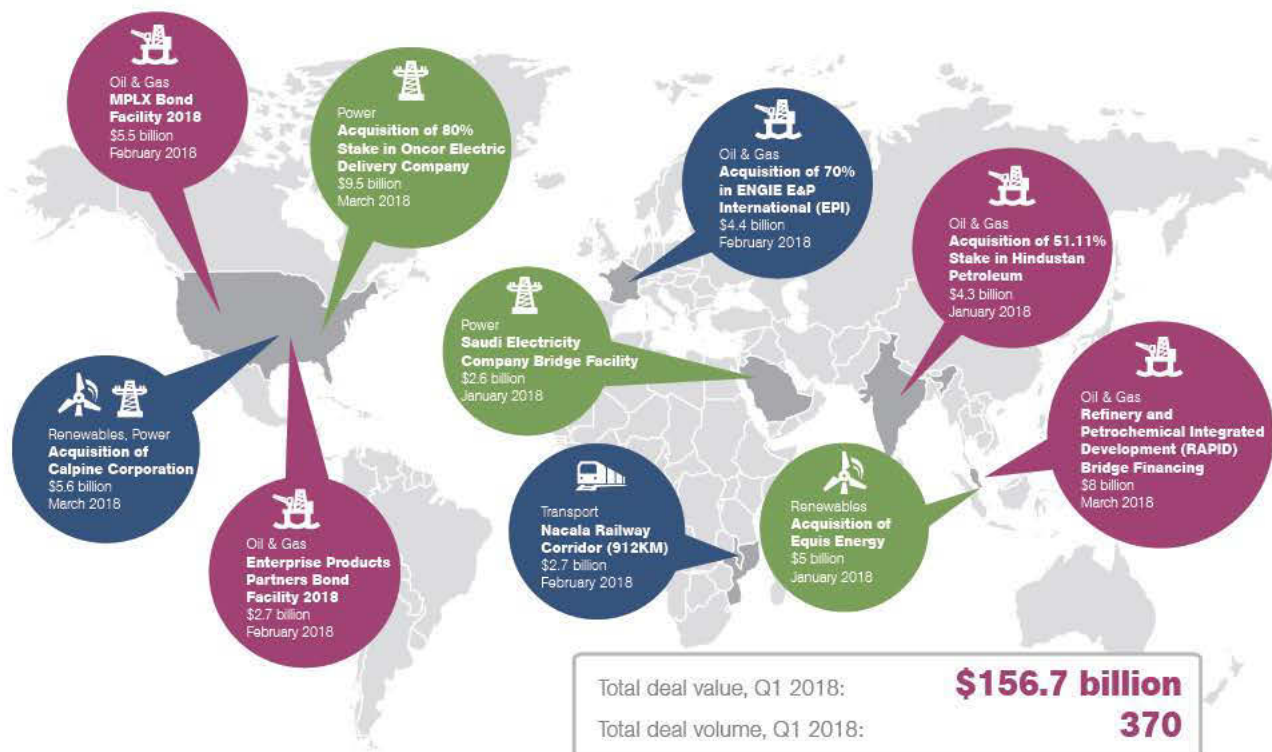 Oil & Gas
MPLX Bond
Facility 2018
$5.5 billion
February 2018
Power
Acquisition of 80%
Stake in Oncor Electric
Delivery Company
$9.5 billion
March 2018
Oil & Gas
Acquisition of 70%
in ENGIE E&P
International (EPI)
$4.4 billion
February 2018
Oil & Gas
Acquisition of 51.11%
Stake in Hindustan
Petroleum
$4.3 billion
January 2018
Power
Saudi Electricity
Company Bridge Facility
$2.6 billion
January 2018
Oil & Gas
Refinery and
Petrochemical Integrated
Development (RAPID)
Bridge Financing
$8 billion
March 2018
Renewables, Power
Acquisition of
Calpine Corporation
$5.6 billion
March 2018
Oil & Gas
Enterprise Products
Partners Bond
Facility 2018
$2.7 billion
February 2018
Transport
Nacala Railway
Corridor (912KM)
$2.7 billion
February 2018
Renewables
Acquisition of
Equis Energy
$5 billion
January 2018
Total deal value, Q1 2018: $156.7 billion
Total deal volume, Q1 2018: 370